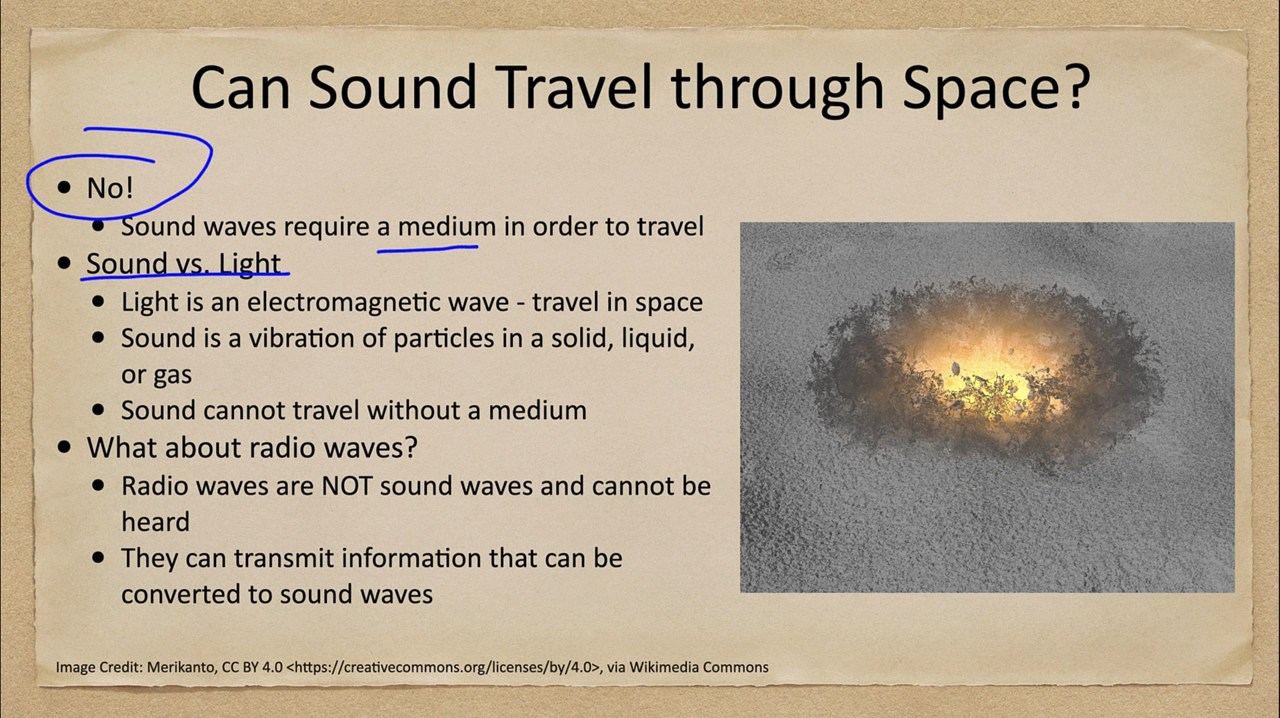 Can Sound Travel through Space?
• No!
• Sound waves require a medium in order to travel
• Sound vs. Light
• Light is an electromagnetic wave - travel in space
• Sound is a vibration of particles in a solid, liquid,
or gas
• Sound cannot travel without a medium
• What about radio waves?
• Radio waves are NOT sound waves and cannot be
heard
• They can transmit information that can be
converted to sound waves
Image Credit: Merikanto, CC BY 4.0 <https://creativecommons.org/licenses/by/4.0>, via Wikimedia Commons